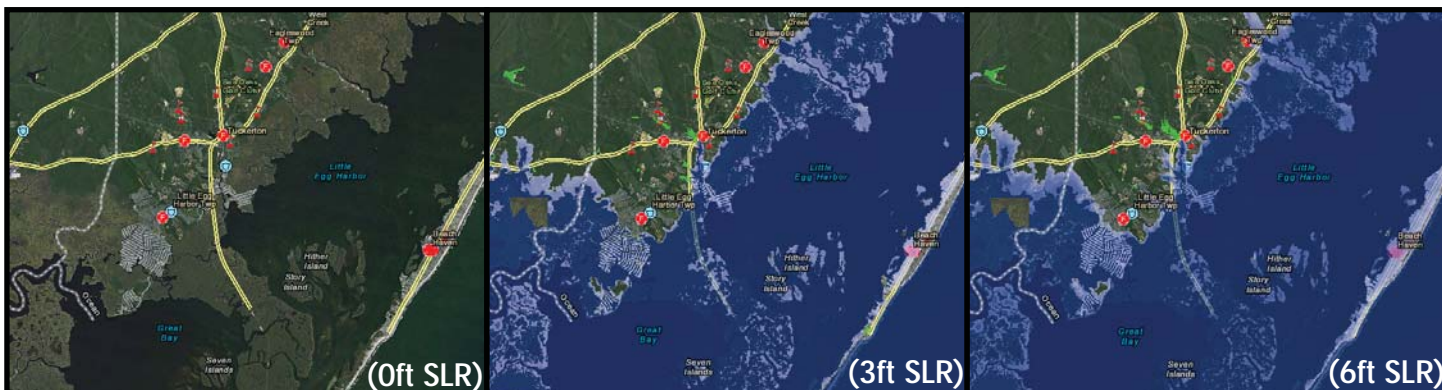 West
Creek
Eagleswood
Twp
Tuckerton
Little
Egg Harbor
Little Egg
Harbor Twp
Beach
Haven
Hither
Island
Story
Island
Ocean
Great
Bay
Seven
Islands
(0ft SLR)
West
Creek
Eagleswood
Twp
Tuckerton
Little
Egg Harbor
Little Egg
Harbor Twp
Beach
Haven
Hither
Island
Story
Island
Ocean
Great
Bay
Seven
Islands
(3ft SLR)
West
Creek
Eagleswood
Twp
Tuckerton
Little
Egg Harbor
Little Egg
Harbor Twp
Beach
Haven
Hither
Island
Story
Island
Ocean
Great
Bay
Seven
Islands
(6ft SLR)